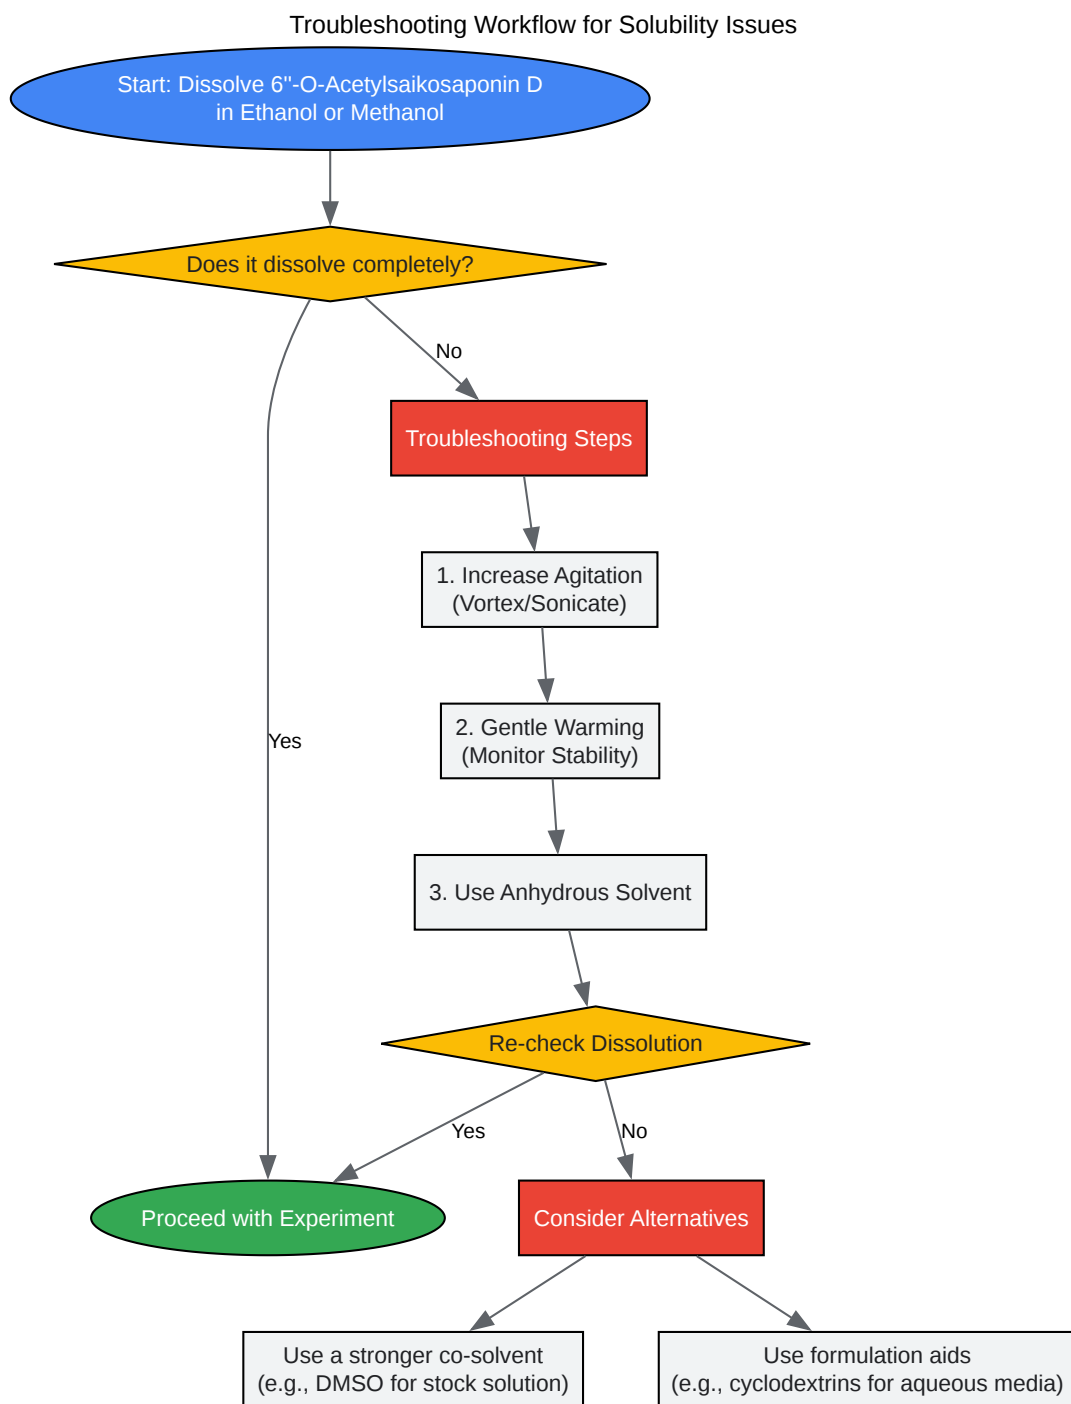 Troubleshooting Workflow for Solubility Issues
Start: Dissolve 6"-O-Acetylsaikosaponin D
in Ethanol or Methanol
Does it dissolve completely?
No
Troubleshooting Steps
1. Increase Agitation
(Vortex/Sonicate)
2. Gentle Warming
(Monitor Stability)
Yes
3. Use Anhydrous Solvent
Re-check Dissolution
Yes
No
Proceed with Experiment
Consider Alternatives
Use a stronger co-solvent
(e.g., DMSO for stock solution)
Use formulation aids
(e.g., cyclodextrins for aqueous media)